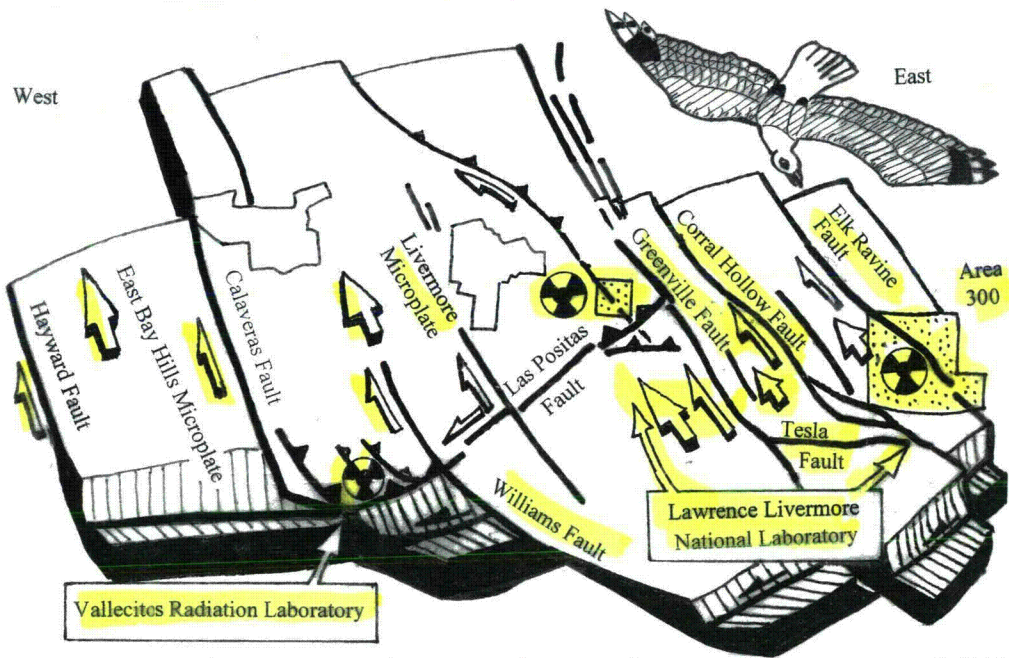 West
East
Hayward Fault
East Bay Hills Microplate
Calaveras Fault
Livermore
Microplate
Las Positas
Fault
Williams Fault
Greenville Fault
Corral Hollow Fault
Elk Ravine
Fault
Area
300
Tesla
Fault
Lawrence Livermore
National Laboratory
Vallecitos Radiation Laboratory